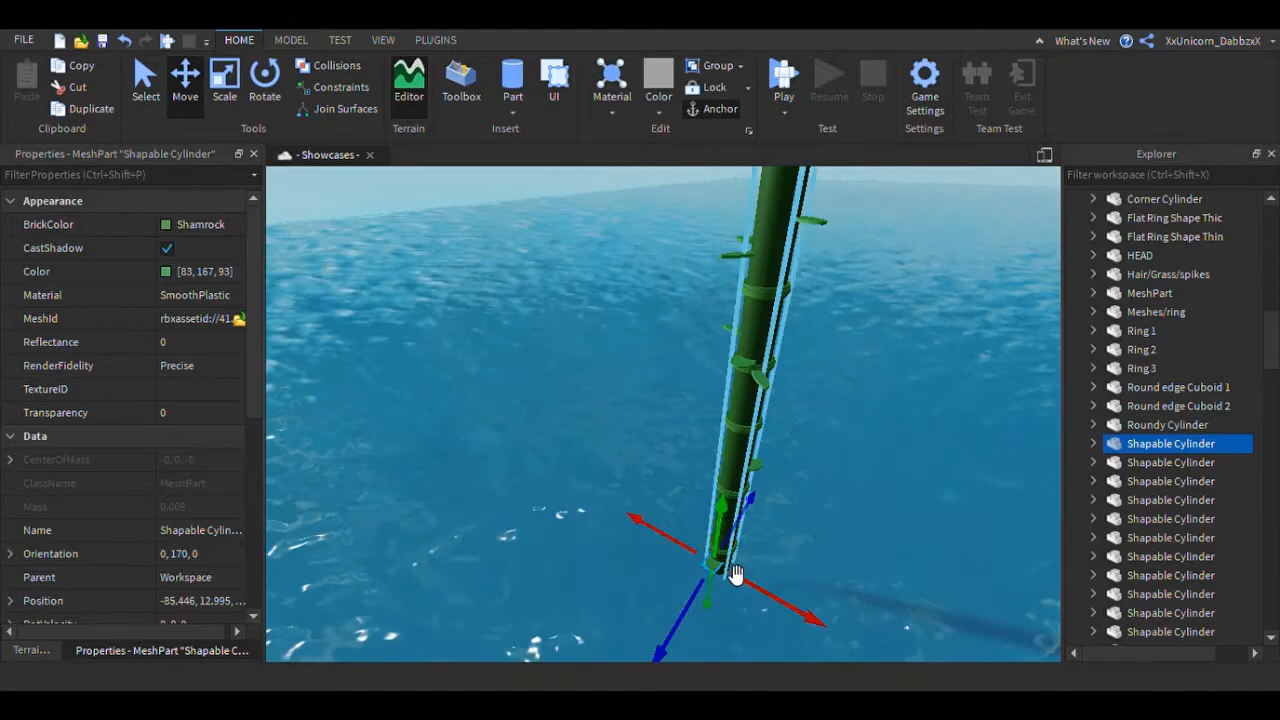 FILE HOME MODEL TEST VIEW PLUGINS What's New XxUnicorn_DabbzxX
Paste Copy Cut Duplicate Select Move Scale Rotate Collisions Constraints Join Surfaces Editor Toolbox Part UI Material Color Group Lock Anchor Play Resume Stop Game Settings Team Test Exit Game
Clipboard Tools Terrain Insert Edit Test Settings Team Test
Properties - MeshPart "Shapable Cylinder" - Showcases - Explorer
Filter Properties (Ctrl+Shift+P) Filter workspace (Ctrl+Shift+X)
Appearance
BrickColor Shamrock
CastShadow
Color [83,167,93]
Material SmoothPlastic
MeshId rbxassetid://41...
Reflectance 0
RenderFidelity Precise
TextureID
Transparency 0
Data
CenterOfMass -0, 0, -0
ClassName MeshPart
Mass 0.009
Name Shapable Cylin...
Orientation 0,170, 0
Parent Workspace
Position -85.446, 12.995, ...
Terrai... Properties - MeshPart "Shapable C...
Corner Cylinder
Flat Ring Shape Thic
Flat Ring Shape Thin
HEAD
Hair/Grass/spikes
MeshPart
Meshes/ring
Ring 1
Ring 2
Ring 3
Round edge Cuboid 1
Round edge Cuboid 2
Roundy Cylinder
Shapable Cylinder
Shapable Cylinder
Shapable Cylinder
Shapable Cylinder
Shapable Cylinder
Shapable Cylinder
Shapable Cylinder
Shapable Cylinder
Shapable Cylinder
Shapable Cylinder
Shapable Cylinder